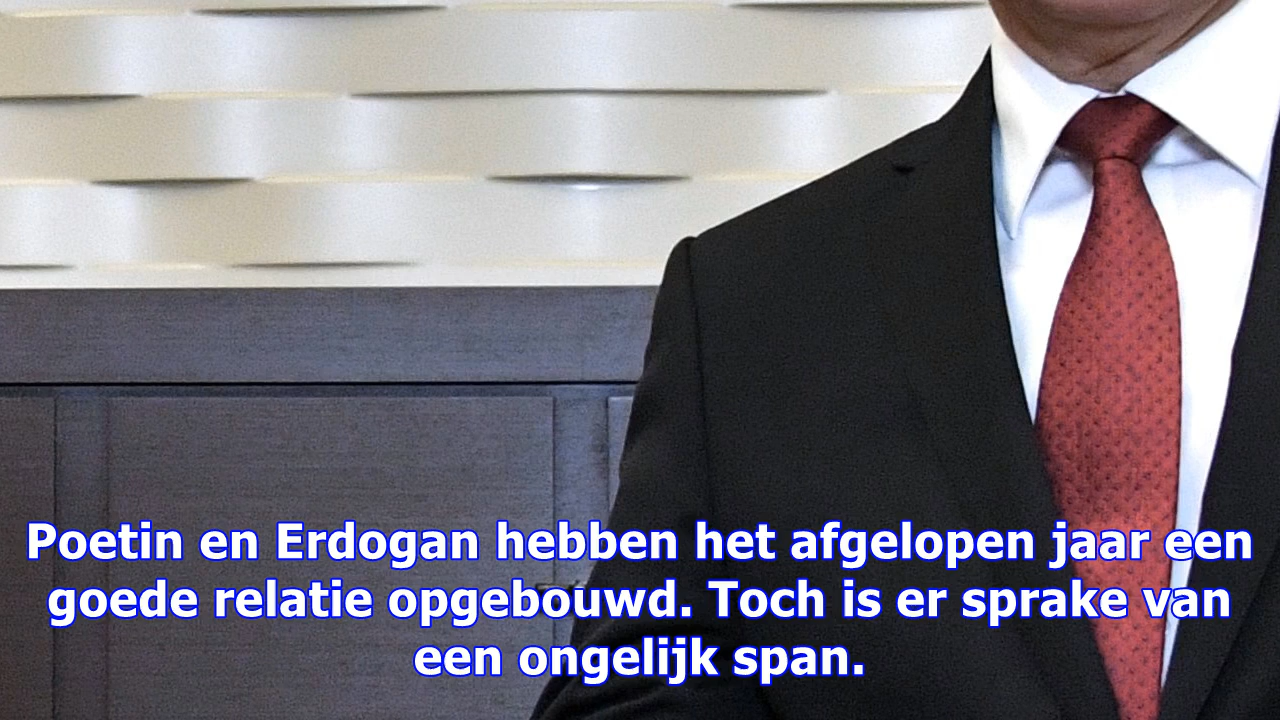 Poetin en Erdogan hebben het afgelopen jaar een
goede relatie opgebouwd. Toch is er sprake van
een ongelijk span.